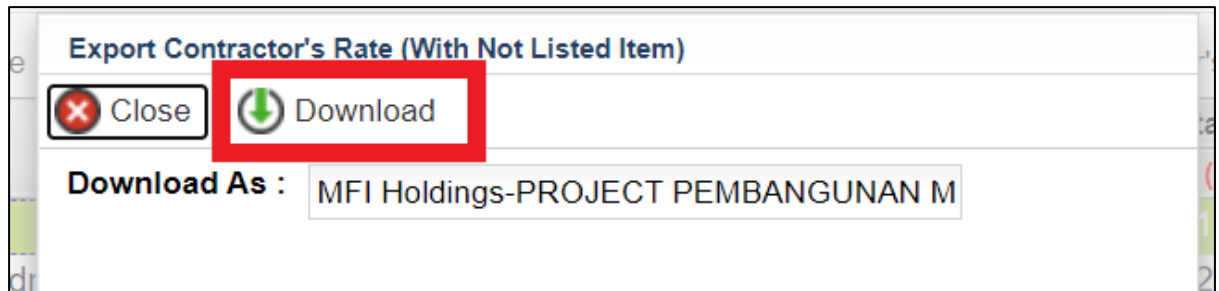 Export Contractor's Rate (With Not Listed Item)
Close Download
Download As : MFI Holdings-PROJECT PEMBANGUNAN M